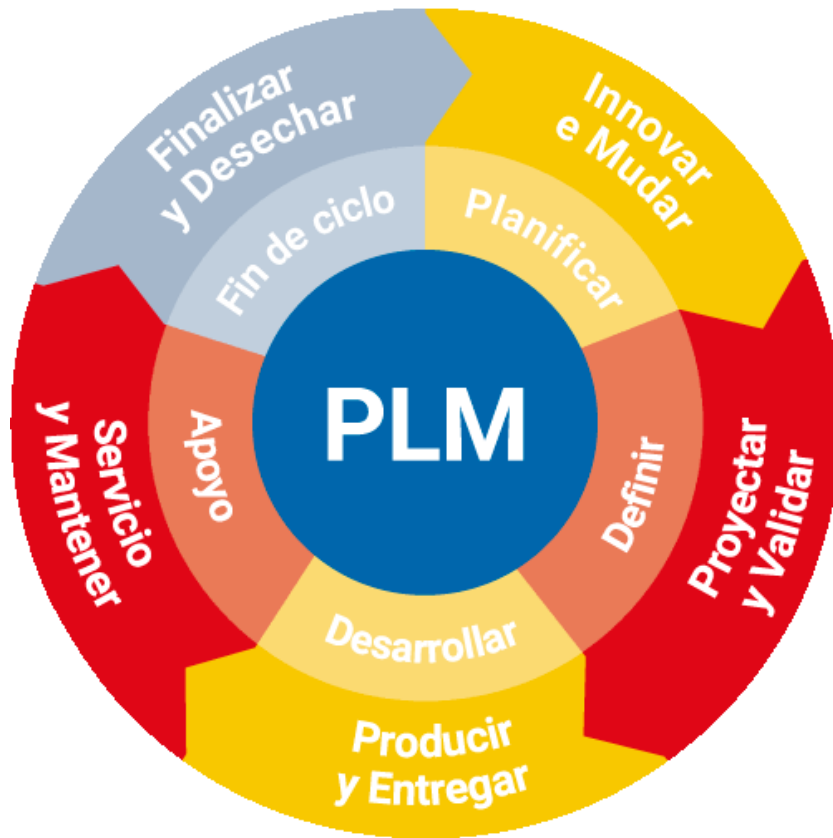 Innovar
e Mudar
Planificar
Proyectar
y Validar
Definir
Producir
y Entregar
Desarrollar
Servicio
y Mantener
Apoyo
Finalizar
y Desechar
Fin de ciclo
PLM